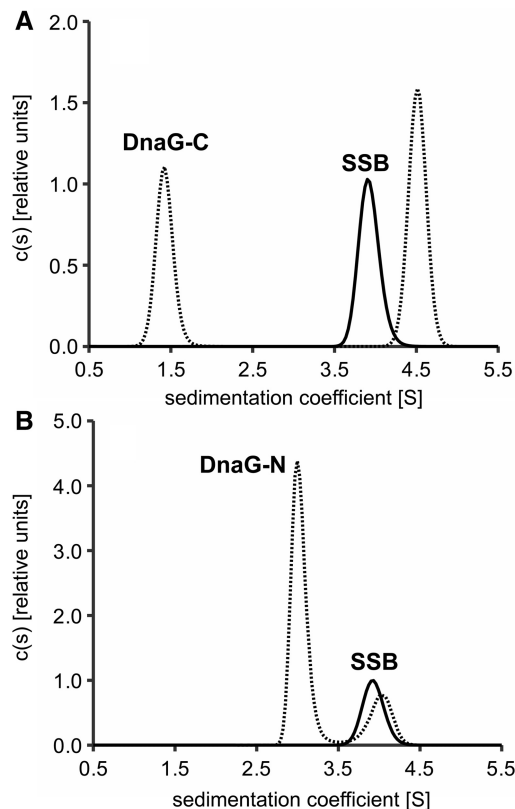 A
2.0
1.5
1.0
0.5
0.0
c(s) [relative units]
DnaG-C
SSB
0.5 1.5 2.5 3.5 4.5 5.5
sedimentation coefficient [S]
B
5.0
4.0
3.0
2.0
1.0
0.0
c(s) [relative units]
DnaG-N
SSB
0.5 1.5 2.5 3.5 4.5 5.5
sedimentation coefficient [S]